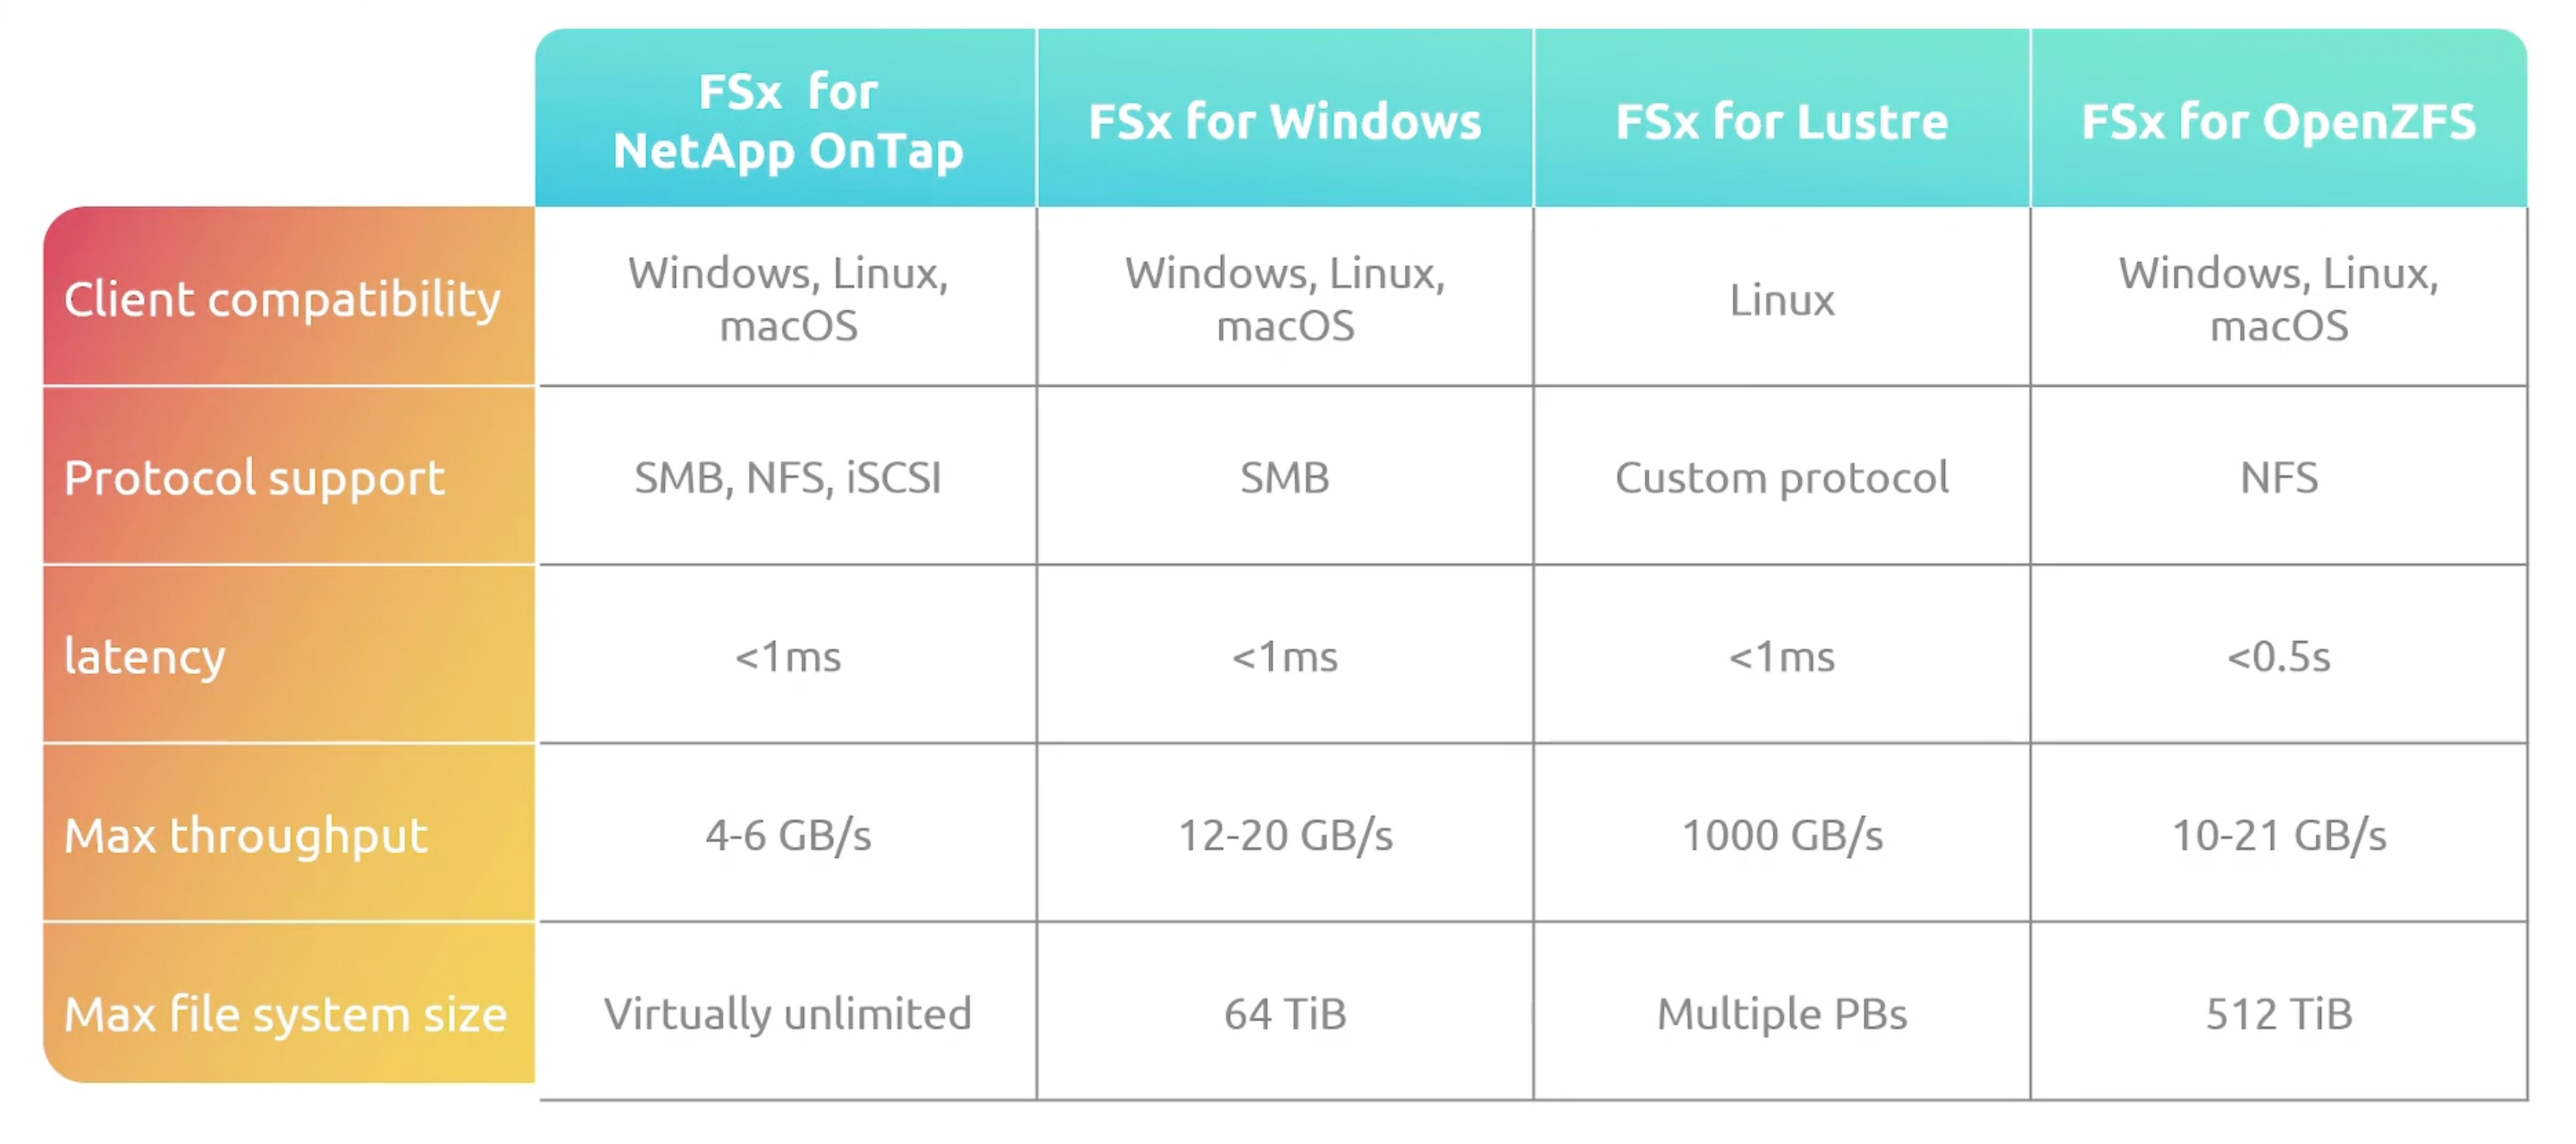 FSx for
NetApp OnTap
FSx for Windows
FSx for Lustre
FSx for OpenZFS
Client compatibility
Windows, Linux,
macOS
Windows, Linux,
macOS
Linux
Windows, Linux,
macOS
Protocol support
SMB, NFS, iSCSI
SMB
Custom protocol
NFS
latency
<1ms
<1ms
<1ms
<0.5s
Max throughput
4-6 GB/s
12-20 GB/s
1000 GB/s
10-21 GB/s
Max file system size
Virtually unlimited
64 TiB
Multiple PBs
512 TiB